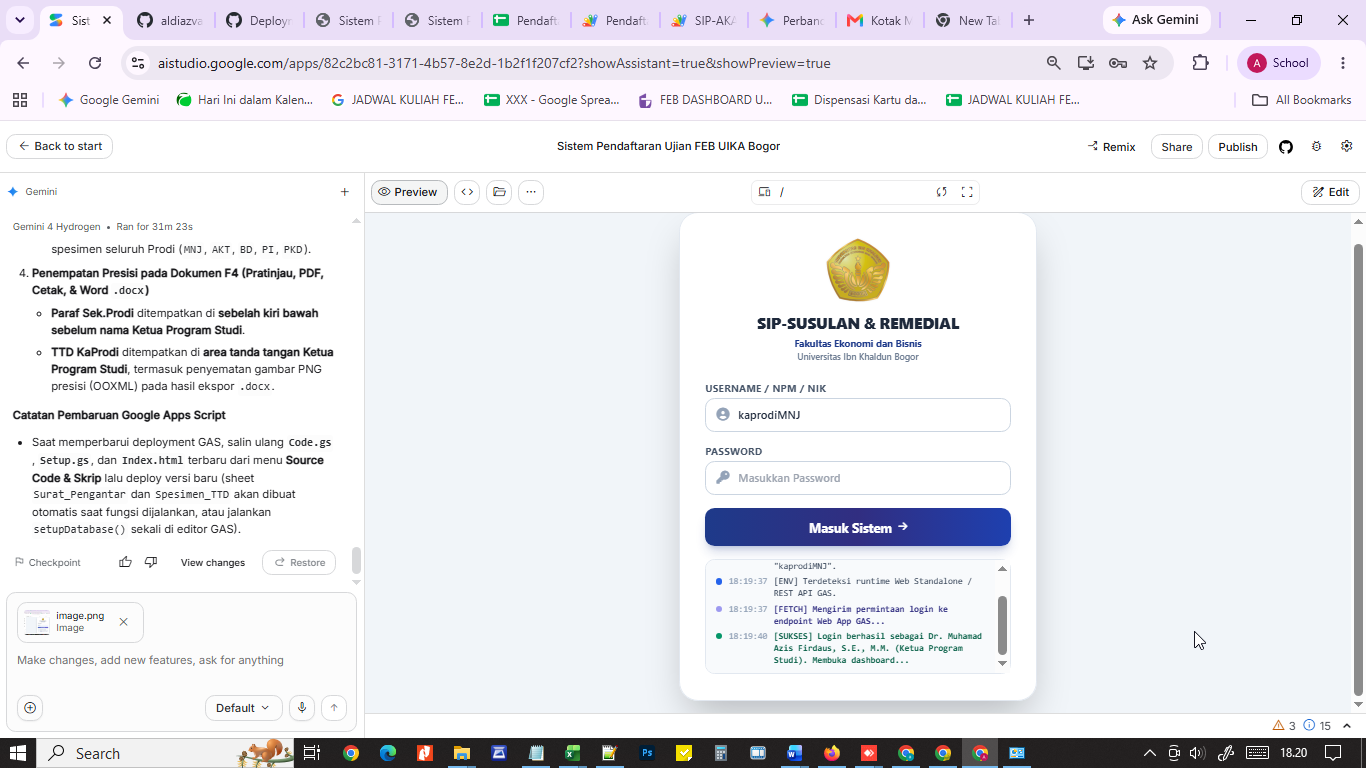 Sist
aldiazva
Deployn
Sistem F
Sistem F
Pendaft
Pendafta
SIP-AKA
Perband
Kotak M
New Tal
Ask Gemini
aistudio.google.com/apps/82c2bc81-3171-4b57-8e2d-1b2f1f207cf2?showAssistant=true&showPreview=true
A School
Google Gemini
Hari Ini dalam Kalen...
JADWAL KULIAH FE...
XXX - Google Sprea...
FEB DASHBOARD U...
Dispensasi Kartu da...
JADWAL KULIAH FE...
All Bookmarks
Back to start
Sistem Pendaftaran Ujian FEB UIKA Bogor
Remix
Share
Publish
Gemini
Preview
/
Edit
Gemini 4 Hydrogen • Ran for 31m 23s
spesimen seluruh Prodi (MNJ, AKT, BD, PI, PKD).
4. Penempatan Presisi pada Dokumen F4 (Pratinjau, PDF,
Cetak, & Word .docx)
Paraf Sek.Prodi ditempatkan di sebelah kiri bawah
sebelum nama Ketua Program Studi.
TTD KaProdi ditempatkan di area tanda tangan Ketua
Program Studi, termasuk penyematan gambar PNG
presisi (OOXML) pada hasil ekspor .docx.
Catatan Pembaruan Google Apps Script
Saat memperbarui deployment GAS, salin ulang Code.gs
, Setup.gs, dan Index.html terbaru dari menu Source
Code & Skrip lalu deploy versi baru (sheet
Surat_Pengantar dan Spesimen_TTD akan dibuat
otomatis saat fungsi dijalankan, atau jalankan
setupDatabase() sekali di editor GAS).
Checkpoint
View changes
Restore
image.png
Image
Make changes, add new features, ask for anything
Default
SIP-SUSULAN & REMEDIAL
Fakultas Ekonomi dan Bisnis
Universitas Ibn Khaldun Bogor
USERNAME / NPM / NIK
kaprodiMNJ
PASSWORD
Masukkan Password
Masuk Sistem
"kaprodiMNJ".
18:19:37 [ENV] Terdeteksi runtime Web Standalone /
REST API GAS.
18:19:37 [FETCH] Mengirim permintaan login ke
endpoint Web App GAS...
18:19:40 [SUKSES] Login berhasil sebagai Dr. Muhamad
Azis Firdaus, S.E., M.M. (Ketua Program
Studi). Membuka dashboard...
3
15
Search
18.20